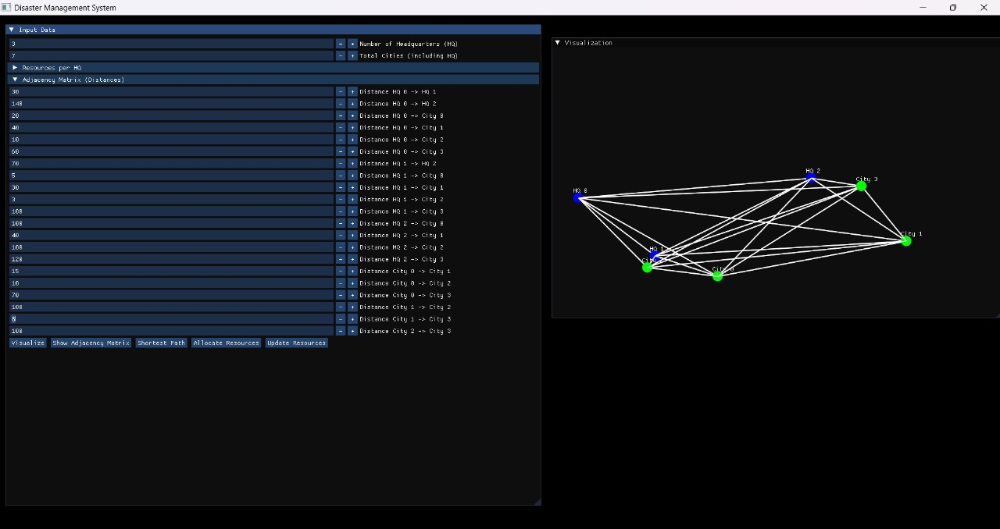 Disaster Management System
Input Data
3 - + Number of Headquarters (HQ)
7 - + Total Cities (including HQ)
Resources per HQ
Adjacency Matrix (Distances)
30 - + Distance HQ 0 -> HQ 1
140 - + Distance HQ 0 -> HQ 2
20 - + Distance HQ 0 -> City 0
40 - + Distance HQ 0 -> City 1
10 - + Distance HQ 0 -> City 2
60 - + Distance HQ 0 -> City 3
70 - + Distance HQ 1 -> HQ 2
5 - + Distance HQ 1 -> City 0
30 - + Distance HQ 1 -> City 1
3 - + Distance HQ 1 -> City 2
100 - + Distance HQ 1 -> City 3
100 - + Distance HQ 2 -> City 0
40 - + Distance HQ 2 -> City 1
100 - + Distance HQ 2 -> City 2
120 - + Distance HQ 2 -> City 3
15 - + Distance City 0 -> City 1
10 - + Distance City 0 -> City 2
70 - + Distance City 0 -> City 3
100 - + Distance City 1 -> City 2
8 - + Distance City 1 -> City 3
100 - + Distance City 2 -> City 3
Visualize Show Adjacency Matrix Shortest Path Allocate Resources Update Resources
Visualization
HQ 2
City 3
HQ 0
City 1
HQ 1
City 0